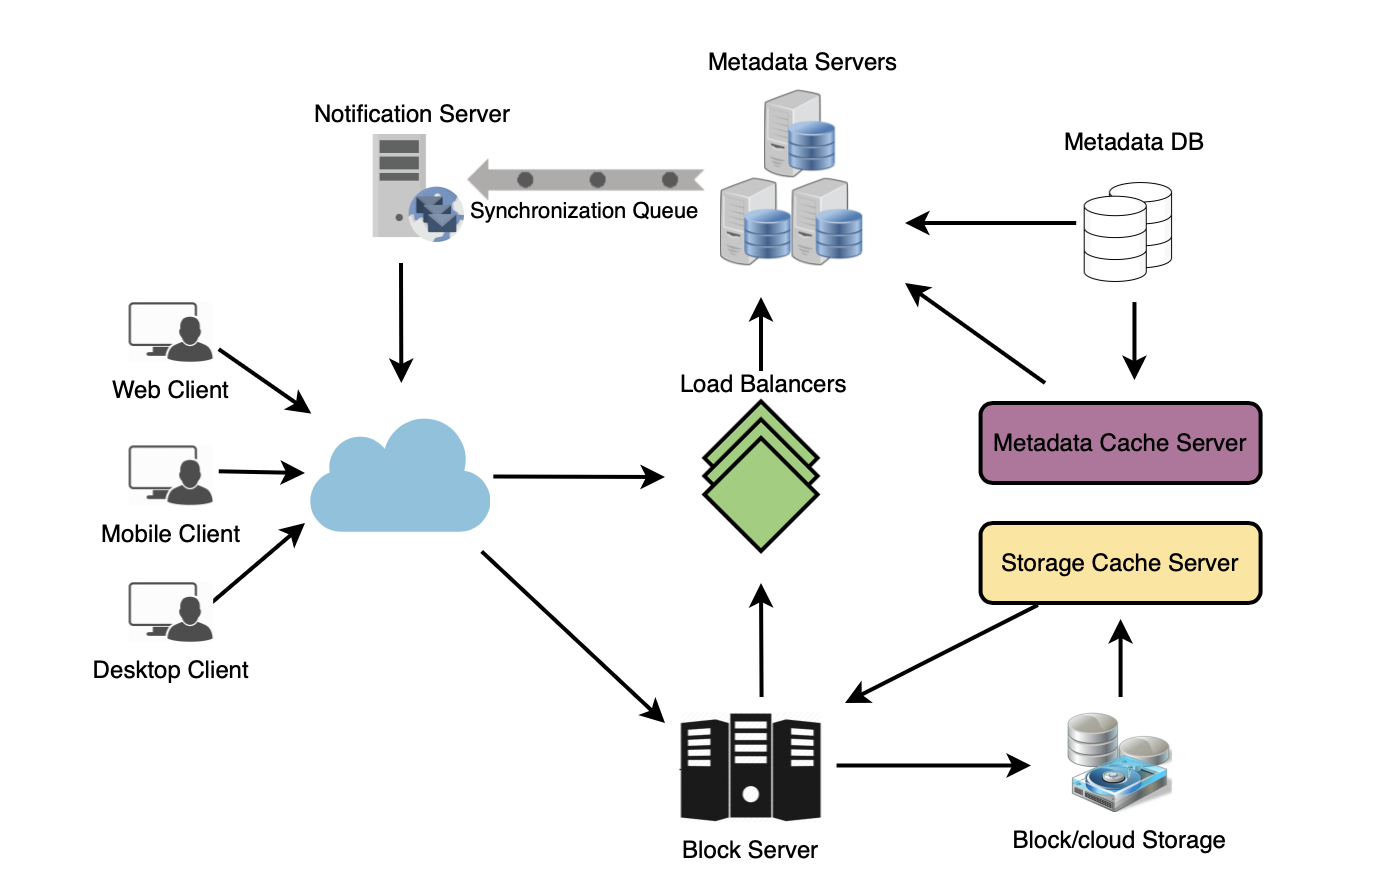 Metadata Servers
Notification Server
Metadata DB
Synchronization Queue
Load Balancers
Web Client
Metadata Cache Server
Mobile Client
Storage Cache Server
Desktop Client
Block/cloud Storage
Block Server